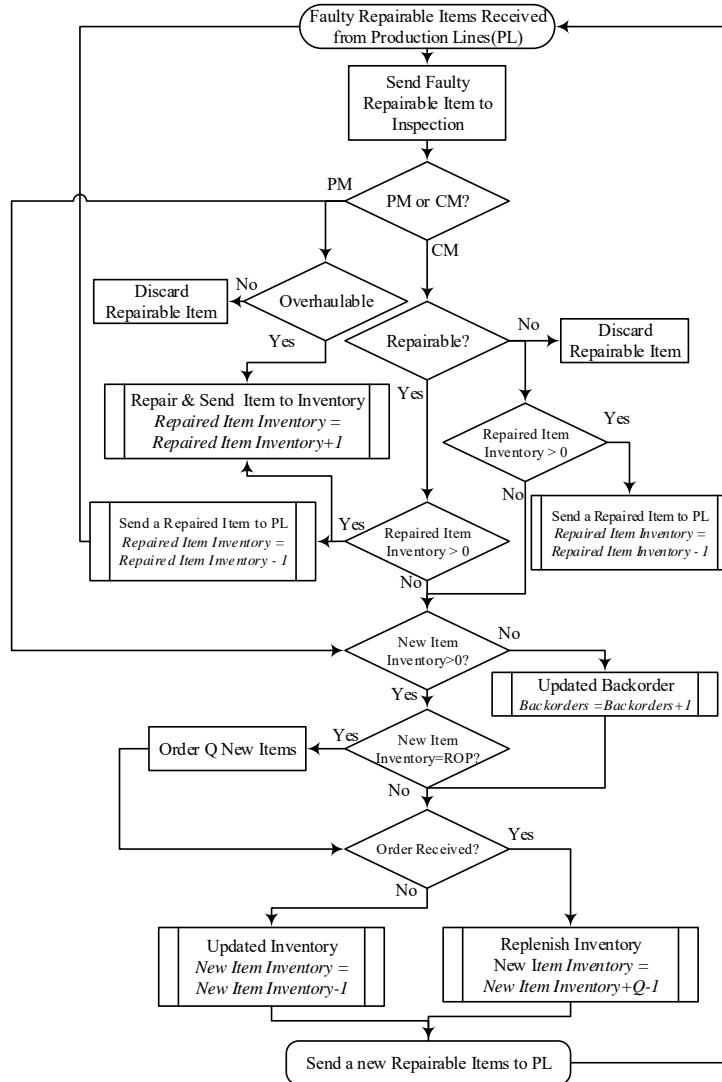 Faulty Repairable Items Received
from Production Lines(PL)
Send Faulty
Repairable Item to
Inspection
PM
PM or CM?
CM
Discard
Repairable Item
No
Overhaulable
Yes
Repairable?
No
Discard
Repairable Item
Yes
Repair & Send Item to Inventory
Repaired Item Inventory =
Repaired Item Inventory+1
Repaired Item
Inventory > 0
Yes
No
Send a Repaired Item to PL
Repaired Item Inventory =
Repaired Item Inventory - 1
Send a Repaired Item to PL
Repaired Item Inventory =
Repaired Item Inventory - 1
Yes
Repaired Item
Inventory > 0
No
New Item
Inventory>0?
No
Yes
Updated Backorder
Backorders =Backorders+1
Order Q New Items
Yes
New Item
Inventory=ROP?
No
Order Received?
Yes
No
Updated Inventory
New Item Inventory =
New Item Inventory-1
Replenish Inventory
New Item Inventory =
New Item Inventory+Q-1
Send a new Repairable Items to PL